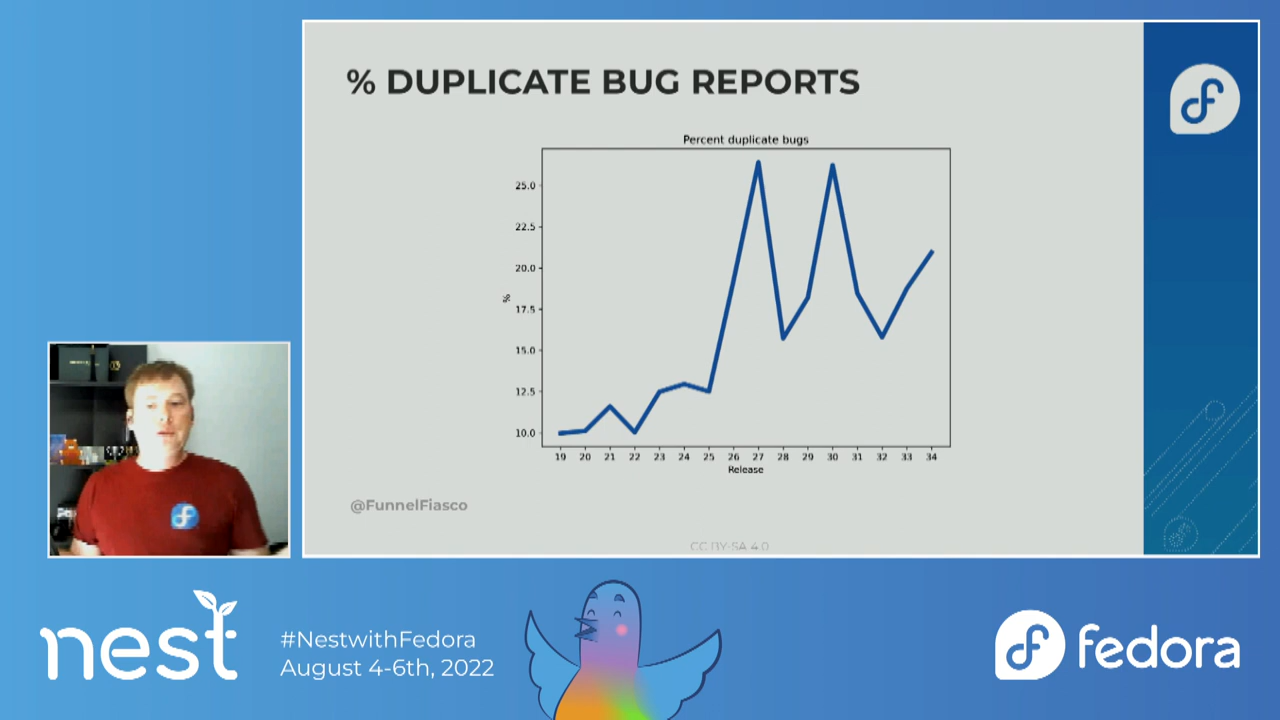 % DUPLICATE BUG REPORTS
Percent duplicate bugs
25.0
22.5
20.0
17.5
15.0
12.5
10.0
%
19 20 21 22 23 24 25 26 27 28 29 30 31 32 33 34
Release
@FunnelFiasco
CC BY-SA 4.0
nest
#NestwithFedora
August 4-6th, 2022
fedora